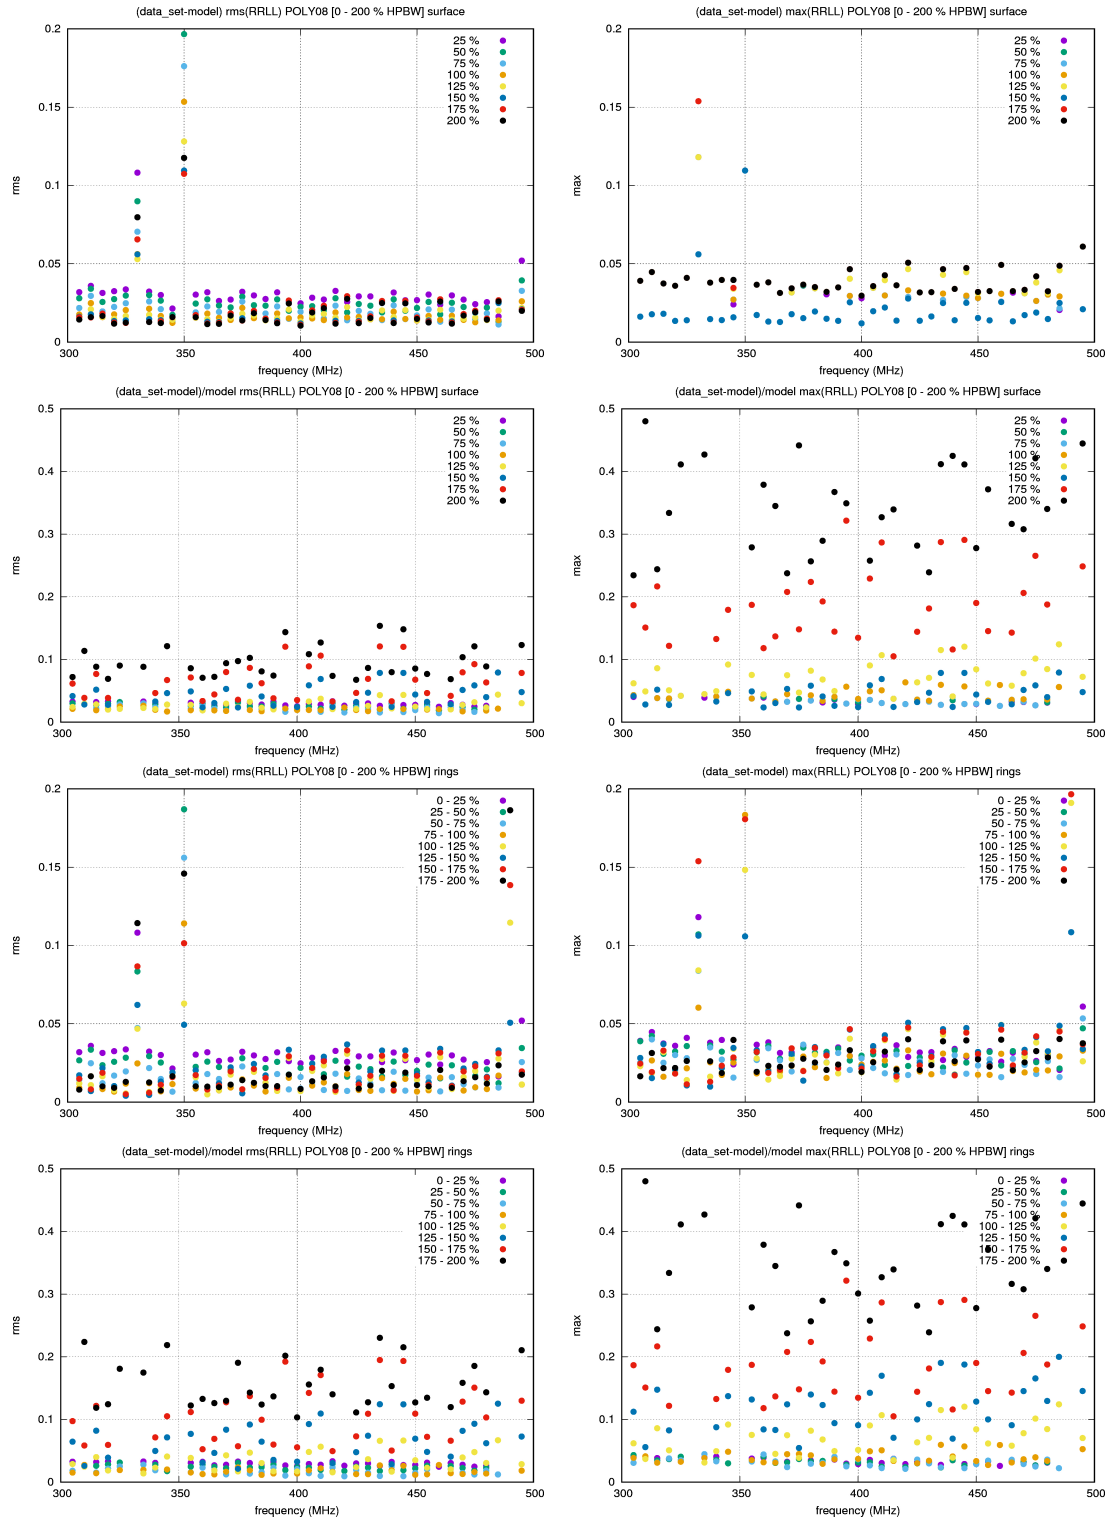 (data_set-model) rms(RRLL) POLY08 [0 - 200 % HPBW] surface
0.2
0.15
0.1
0.05
0
rms
25 %
50 %
75 %
100 %
125 %
150 %
175 %
200 %
300
350
400
450
500
frequency (MHz)
(data_set-model) max(RRLL) POLY08 [0 - 200 % HPBW] surface
0.2
0.15
0.1
0.05
0
max
25 %
50 %
75 %
100 %
125 %
150 %
175 %
200 %
300
350
400
450
500
frequency (MHz)
(data_set-model)/model rms(RRLL) POLY08 [0 - 200 % HPBW] surface
0.5
0.4
0.3
0.2
0.1
0
rms
25 %
50 %
75 %
100 %
125 %
150 %
175 %
200 %
300
350
400
450
500
frequency (MHz)
(data_set-model)/model max(RRLL) POLY08 [0 - 200 % HPBW] surface
0.5
0.4
0.3
0.2
0.1
0
max
25 %
50 %
75 %
100 %
125 %
150 %
175 %
200 %
300
350
400
450
500
frequency (MHz)
(data_set-model) rms(RRLL) POLY08 [0 - 200 % HPBW] rings
0.2
0.15
0.1
0.05
0
rms
0 - 25 %
25 - 50 %
50 - 75 %
75 - 100 %
100 - 125 %
125 - 150 %
150 - 175 %
175 - 200 %
300
350
400
450
500
frequency (MHz)
(data_set-model) max(RRLL) POLY08 [0 - 200 % HPBW] rings
0.2
0.15
0.1
0.05
0
max
0 - 25 %
25 - 50 %
50 - 75 %
75 - 100 %
100 - 125 %
125 - 150 %
150 - 175 %
175 - 200 %
300
350
400
450
500
frequency (MHz)
(data_set-model)/model rms(RRLL) POLY08 [0 - 200 % HPBW] rings
0.5
0.4
0.3
0.2
0.1
0
rms
0 - 25 %
25 - 50 %
50 - 75 %
75 - 100 %
100 - 125 %
125 - 150 %
150 - 175 %
175 - 200 %
300
350
400
450
500
frequency (MHz)
(data_set-model)/model max(RRLL) POLY08 [0 - 200 % HPBW] rings
0.5
0.4
0.3
0.2
0.1
0
max
0 - 25 %
25 - 50 %
50 - 75 %
75 - 100 %
100 - 125 %
125 - 150 %
150 - 175 %
175 - 200 %
300
350
400
450
500
frequency (MHz)